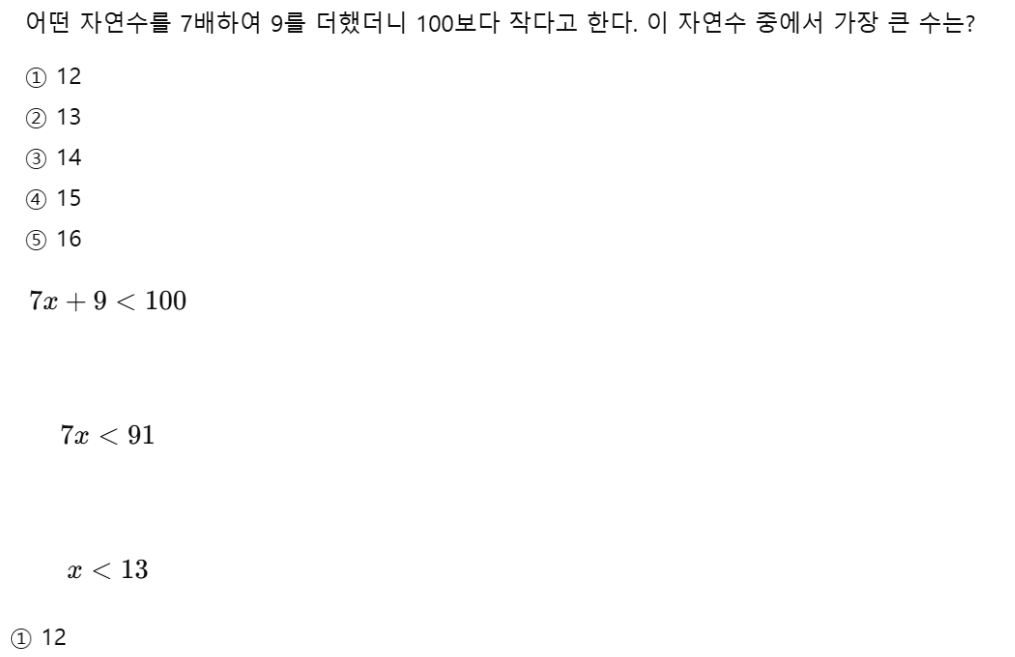 어떤 자연수를 7배하여 9를 더했더니 100보다 작다고 한다. 이 자연수 중에서 가장 큰 수는?
① 12
② 13
③ 14
④ 15
⑤ 16
7x + 9 < 100
7x < 91
x < 13
① 12